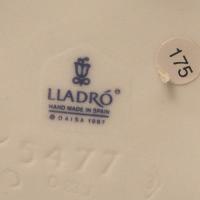 LLADRÓ
HAND MADE IN SPAIN
© DAISA 1987
175
5477